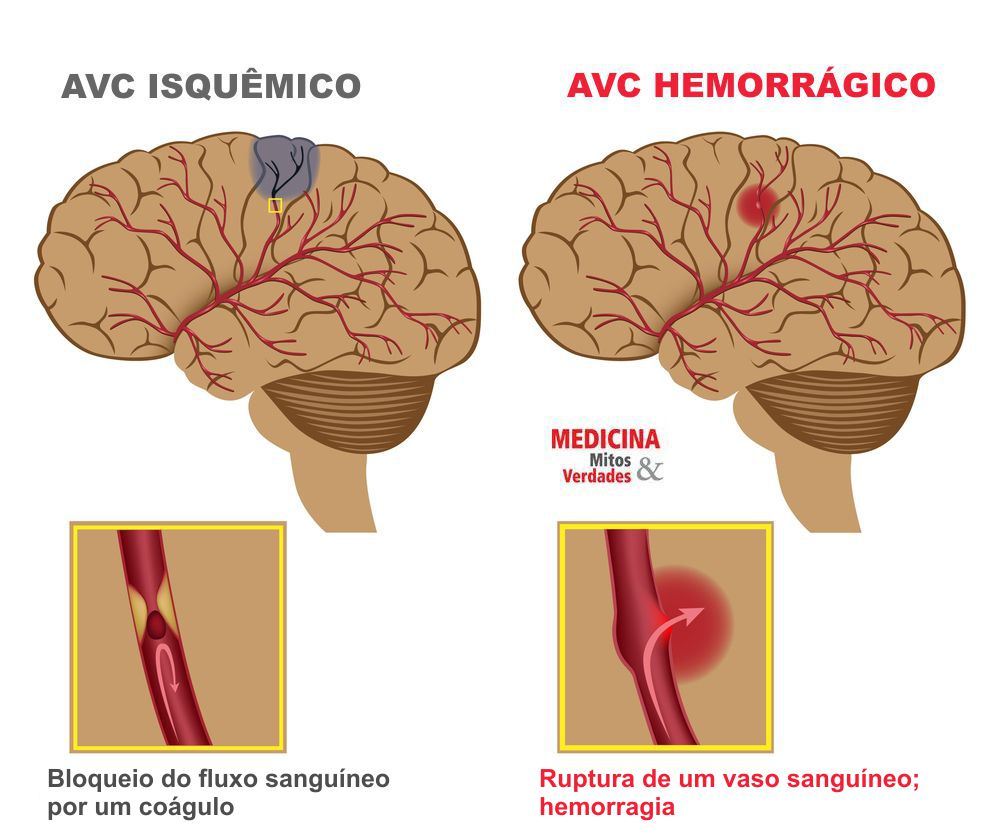 AVC ISQUÊMICO
AVC HEMORRÁGICO
MEDICINA
Mitos
&
Verdades
Bloqueio do fluxo sanguíneo
por um coágulo
Ruptura de um vaso sanguíneo;
hemorragia